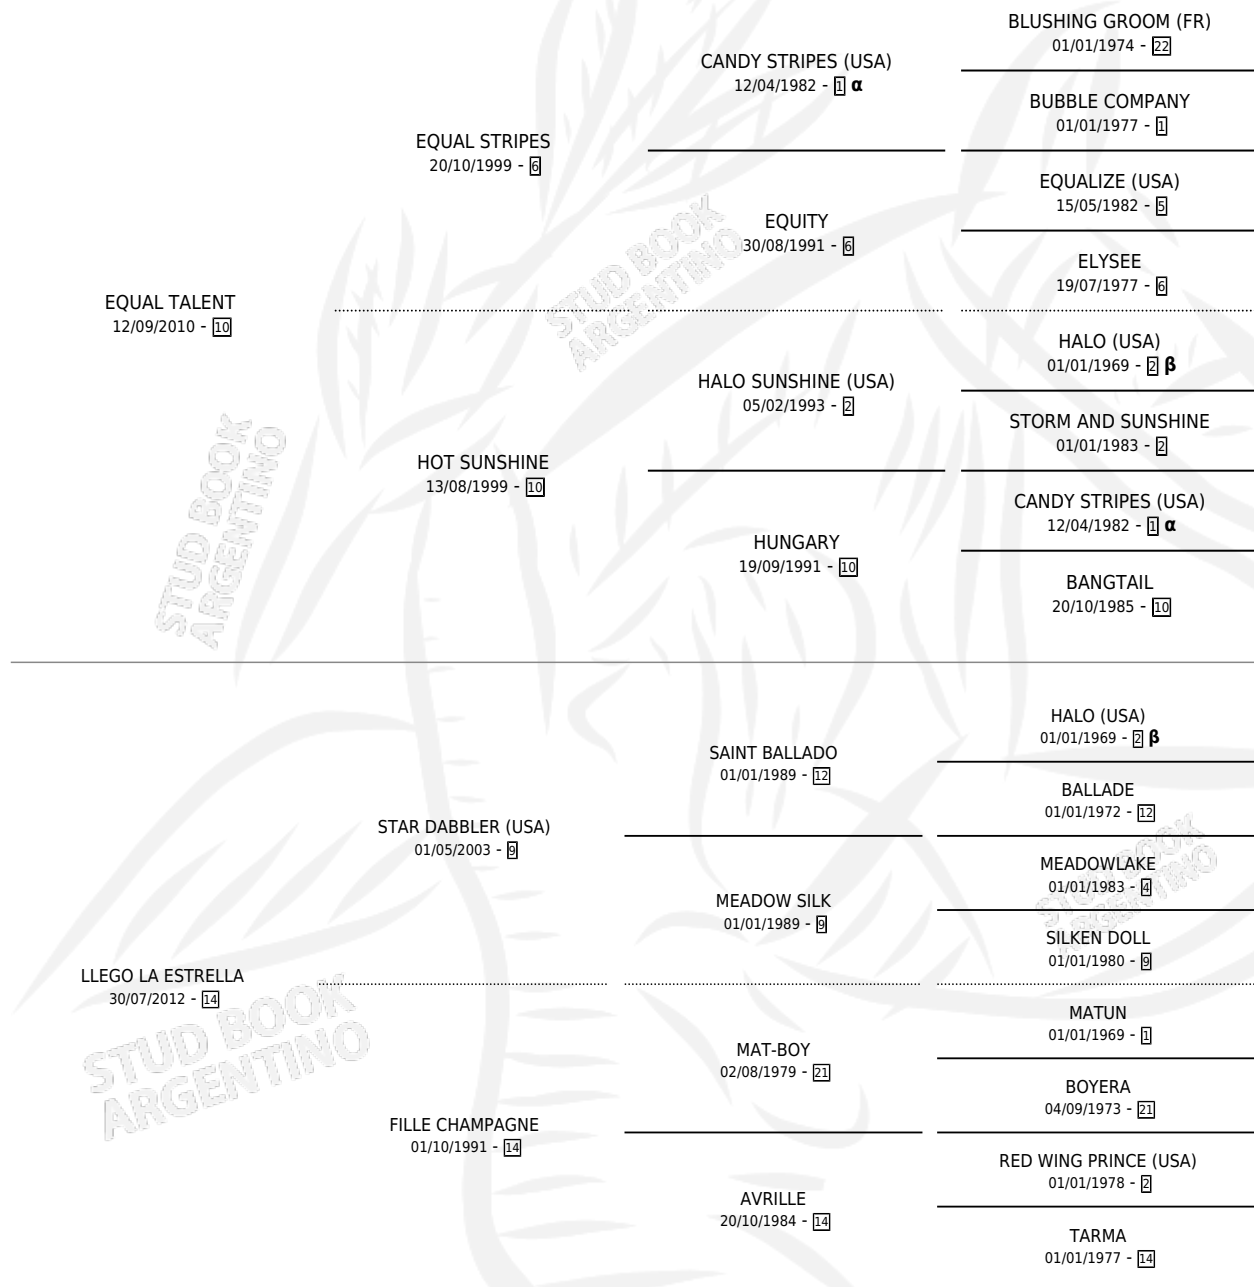 BLUSHING GROOM (FR)
01/01/1974 - 22
CANDY STRIPES (USA)
12/04/1982 - 1 α
BUBBLE COMPANY
01/01/1977 - 1
EQUAL STRIPES
20/10/1999 - 6
EQUALIZE (USA)
15/05/1982 - 5
EQUITY
30/08/1991 - 6
ELYSEE
19/07/1977 - 6
EQUAL TALENT
12/09/2010 - 10
HALO (USA)
01/01/1969 - 2 β
HALO SUNSHINE (USA)
05/02/1993 - 2
STORM AND SUNSHINE
01/01/1983 - 2
HOT SUNSHINE
13/08/1999 - 10
CANDY STRIPES (USA)
12/04/1982 - 1 α
HUNGARY
19/09/1991 - 10
BANGTAIL
20/10/1985 - 10
HALO (USA)
01/01/1969 - 2 β
SAINT BALLADO
01/01/1989 - 12
BALLADE
01/01/1972 - 12
STAR DABBLER (USA)
01/05/2003 - 9
MEADOWLAKE
01/01/1983 - 4
MEADOW SILK
01/01/1989 - 9
SILKEN DOLL
01/01/1980 - 9
LLEGO LA ESTRELLA
30/07/2012 - 14
MATUN
01/01/1969 - 1
MAT-BOY
02/08/1979 - 21
BOYERA
04/09/1973 - 21
FILLE CHAMPAGNE
01/10/1991 - 14
RED WING PRINCE (USA)
01/01/1978 - 2
AVRILLE
20/10/1984 - 14
TARMA
01/01/1977 - 14
STUD BOOK
ARGENTINO
STUD BOOK
ARGENTINO
STUD BOOK
ARGENTINO
STUD BOOK
ARGENTINO